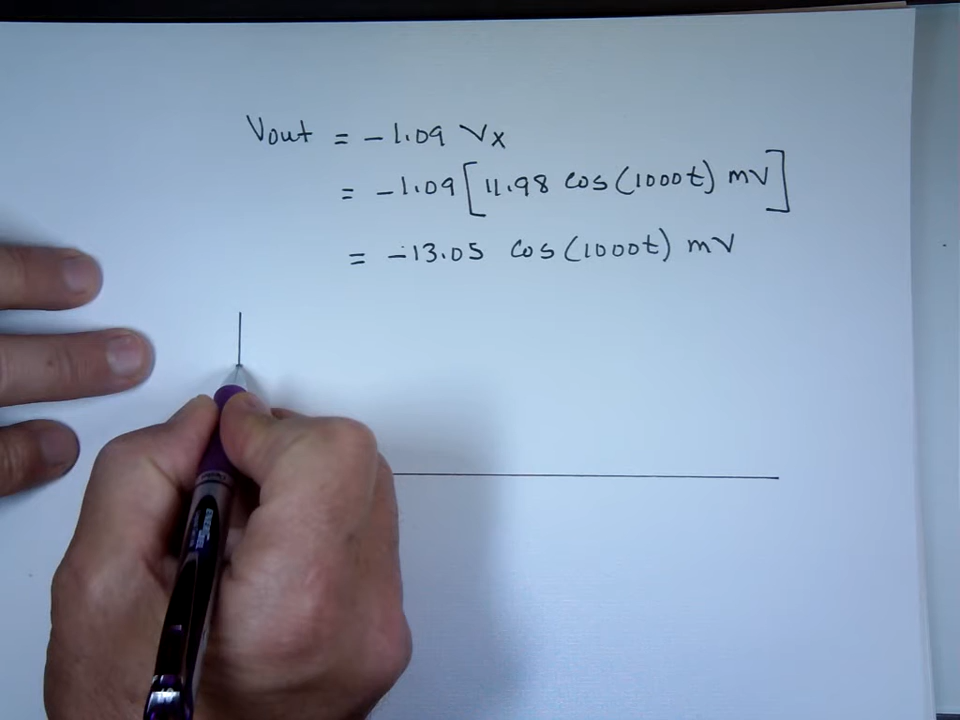 Vout = -1.09 Vx
= -1.09 [11.98 cos(1000t) mV]
= -13.05 cos(1000t) mV